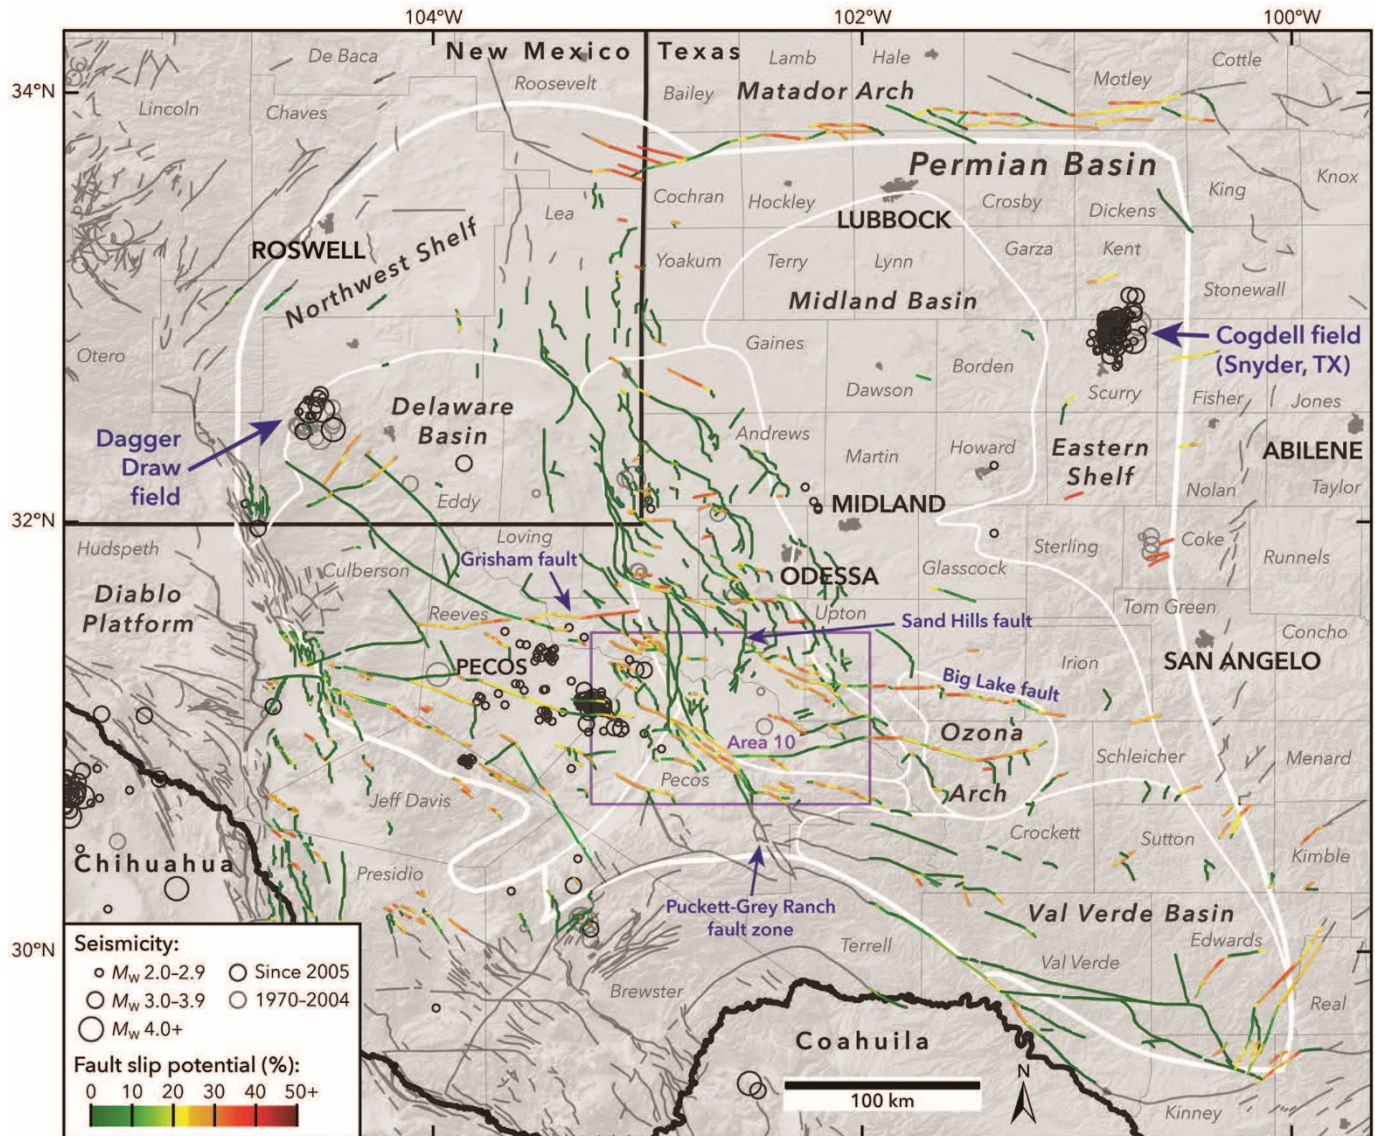 104°W
102°W
100°W
34°N
32°N
30°N
New Mexico
Texas
De Baca
Roosevelt
Lamb
Hale
Cottle
Motley
Bailey
Matador Arch
Lincoln
Chaves
Permian Basin
Knox
King
Cochran
Hockley
LUBBOCK
Crosby
Dickens
Lea
ROSWELL
Northwest Shelf
Yoakum
Terry
Lynn
Garza
Kent
Stonewall
Midland Basin
Otero
Gaines
Cogdell field
(Snyder, TX)
Borden
Dawson
Scurry
Fisher
Jones
Delaware
Basin
Dagger
Draw
field
Andrews
Martin
Howard
Eastern
Shelf
ABILENE
Eddy
MIDLAND
Nolan
Taylor
Hudspeth
Loving
Sterling
Coke
Runnels
Grisham fault
Culberson
ODESSA
Glasscock
Diablo
Platform
Reeves
Upton
Tom Green
Sand Hills fault
Concho
PECOS
Irion
SAN ANGELO
Big Lake fault
Area 10
Ozona
Arch
Schleicher
Menard
Pecos
Jeff Davis
Crockett
Sutton
Kimble
Chihuahua
Presidio
Puckett-Grey Ranch
fault zone
Val Verde Basin
Terrell
Edwards
Val Verde
Brewster
Real
Coahuila
N
100 km
Kinney
Seismicity:
Mw 2.0–2.9
Since 2005
Mw 3.0–3.9
1970–2004
Mw 4.0+
Fault slip potential (%):
0 10 20 30 40 50+